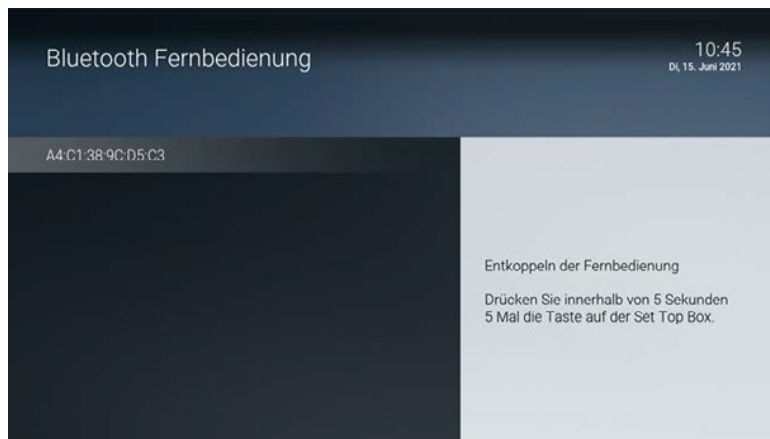 Bluetooth Fernbedienung
10:45
Di, 15. Juni 2021
A4:C1:38:9C:D5:C3
Entkoppeln der Fernbedienung
Drücken Sie innerhalb von 5 Sekunden
5 Mal die Taste auf der Set Top Box.